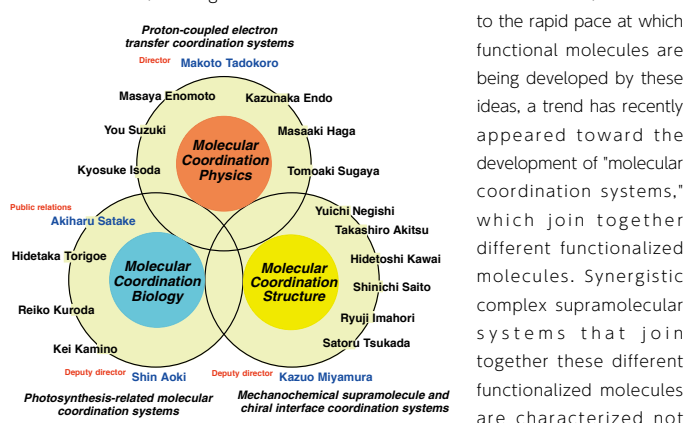 Proton-coupled electron
transfer coordination systems
Director Makoto Tadokoro
Masaya Enomoto Kazunaka Endo
You Suzuki Masaaki Haga
Molecular
Coordination
Physics
Kyosuke Isoda Tomoaki Sugaya
Public relations
Akiharu Satake
Yuichi Negishi
Takashiro Akitsu
Hidetaka Torigoe
Hidetoshi Kawai
Molecular
Coordination
Biology
Molecular
Coordination
Structure
Shinichi Saito
Reiko Kuroda
Ryuji Imahori
Kei Kamino
Satoru Tsukada
Deputy director Shin Aoki
Deputy director Kazuo Miyamura
Photosynthesis-related molecular
coordination systems
Mechanochemical supramolecule and
chiral interface coordination systems
to the rapid pace at which
functional molecules are
being developed by these
ideas, a trend has recently
appeared toward the
development of "molecular
coordination systems,"
which join together
different functionalized
molecules. Synergistic
complex supramolecular
systems that join
together these different
functionalized molecules
are characterized not